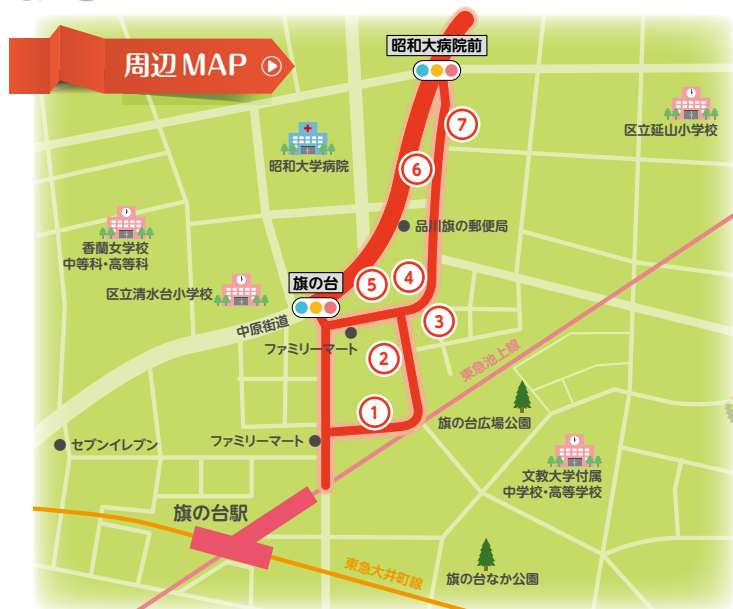 周辺MAP
昭和大病院前
⑦
区立延山小学校
昭和大学病院
⑥
品川旗の郵便局
香蘭女学校
中等科・高等科
旗の台
⑤
④
区立清水台小学校
③
中原街道
ファミリーマート
②
東急池上線
①
旗の台広場公園
ファミリーマート
セブンイレブン
文教大学付属
中学校・高等学校
旗の台駅
東急大井町線
旗の台なか公園